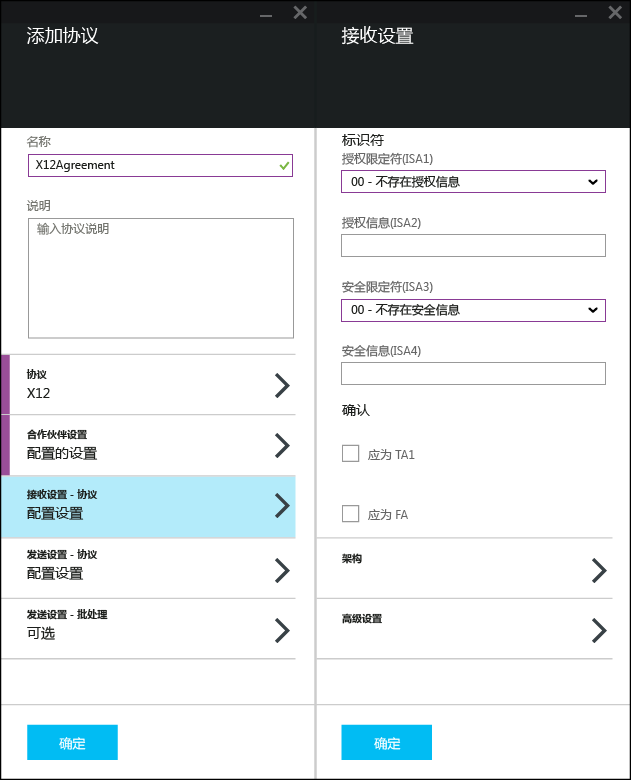 添加协议
名称
X12Agreement
说明
输入协议说明
协议
X12
合作伙伴设置
配置的设置
接收设置 - 协议
配置设置
发送设置 - 协议
配置设置
发送设置 - 批处理
可选
确定
接收设置
标识符
授权限定符(ISA1)
00 - 不存在授权信息
授权信息(ISA2)
安全限定符(ISA3)
00 - 不存在安全信息
安全信息(ISA4)
确认
应为 TA1
应为 FA
架构
高级设置
确定